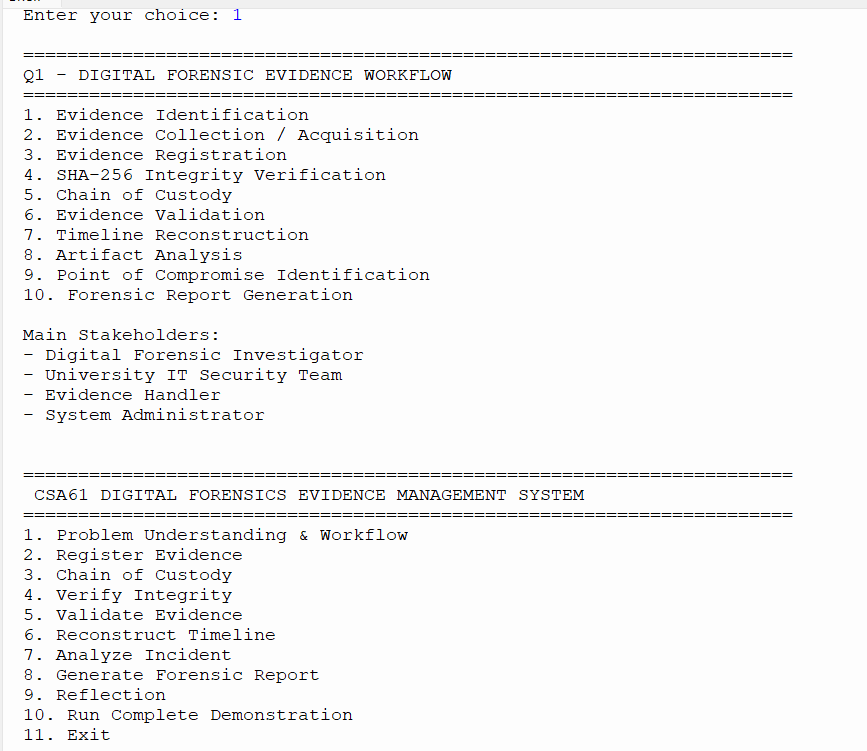 Enter your choice: 1
======================================================================
Q1 - DIGITAL FORENSIC EVIDENCE WORKFLOW
======================================================================
1. Evidence Identification
2. Evidence Collection / Acquisition
3. Evidence Registration
4. SHA-256 Integrity Verification
5. Chain of Custody
6. Evidence Validation
7. Timeline Reconstruction
8. Artifact Analysis
9. Point of Compromise Identification
10. Forensic Report Generation
Main Stakeholders:
- Digital Forensic Investigator
- University IT Security Team
- Evidence Handler
- System Administrator
======================================================================
CSA61 DIGITAL FORENSICS EVIDENCE MANAGEMENT SYSTEM
======================================================================
1. Problem Understanding & Workflow
2. Register Evidence
3. Chain of Custody
4. Verify Integrity
5. Validate Evidence
6. Reconstruct Timeline
7. Analyze Incident
8. Generate Forensic Report
9. Reflection
10. Run Complete Demonstration
11. Exit